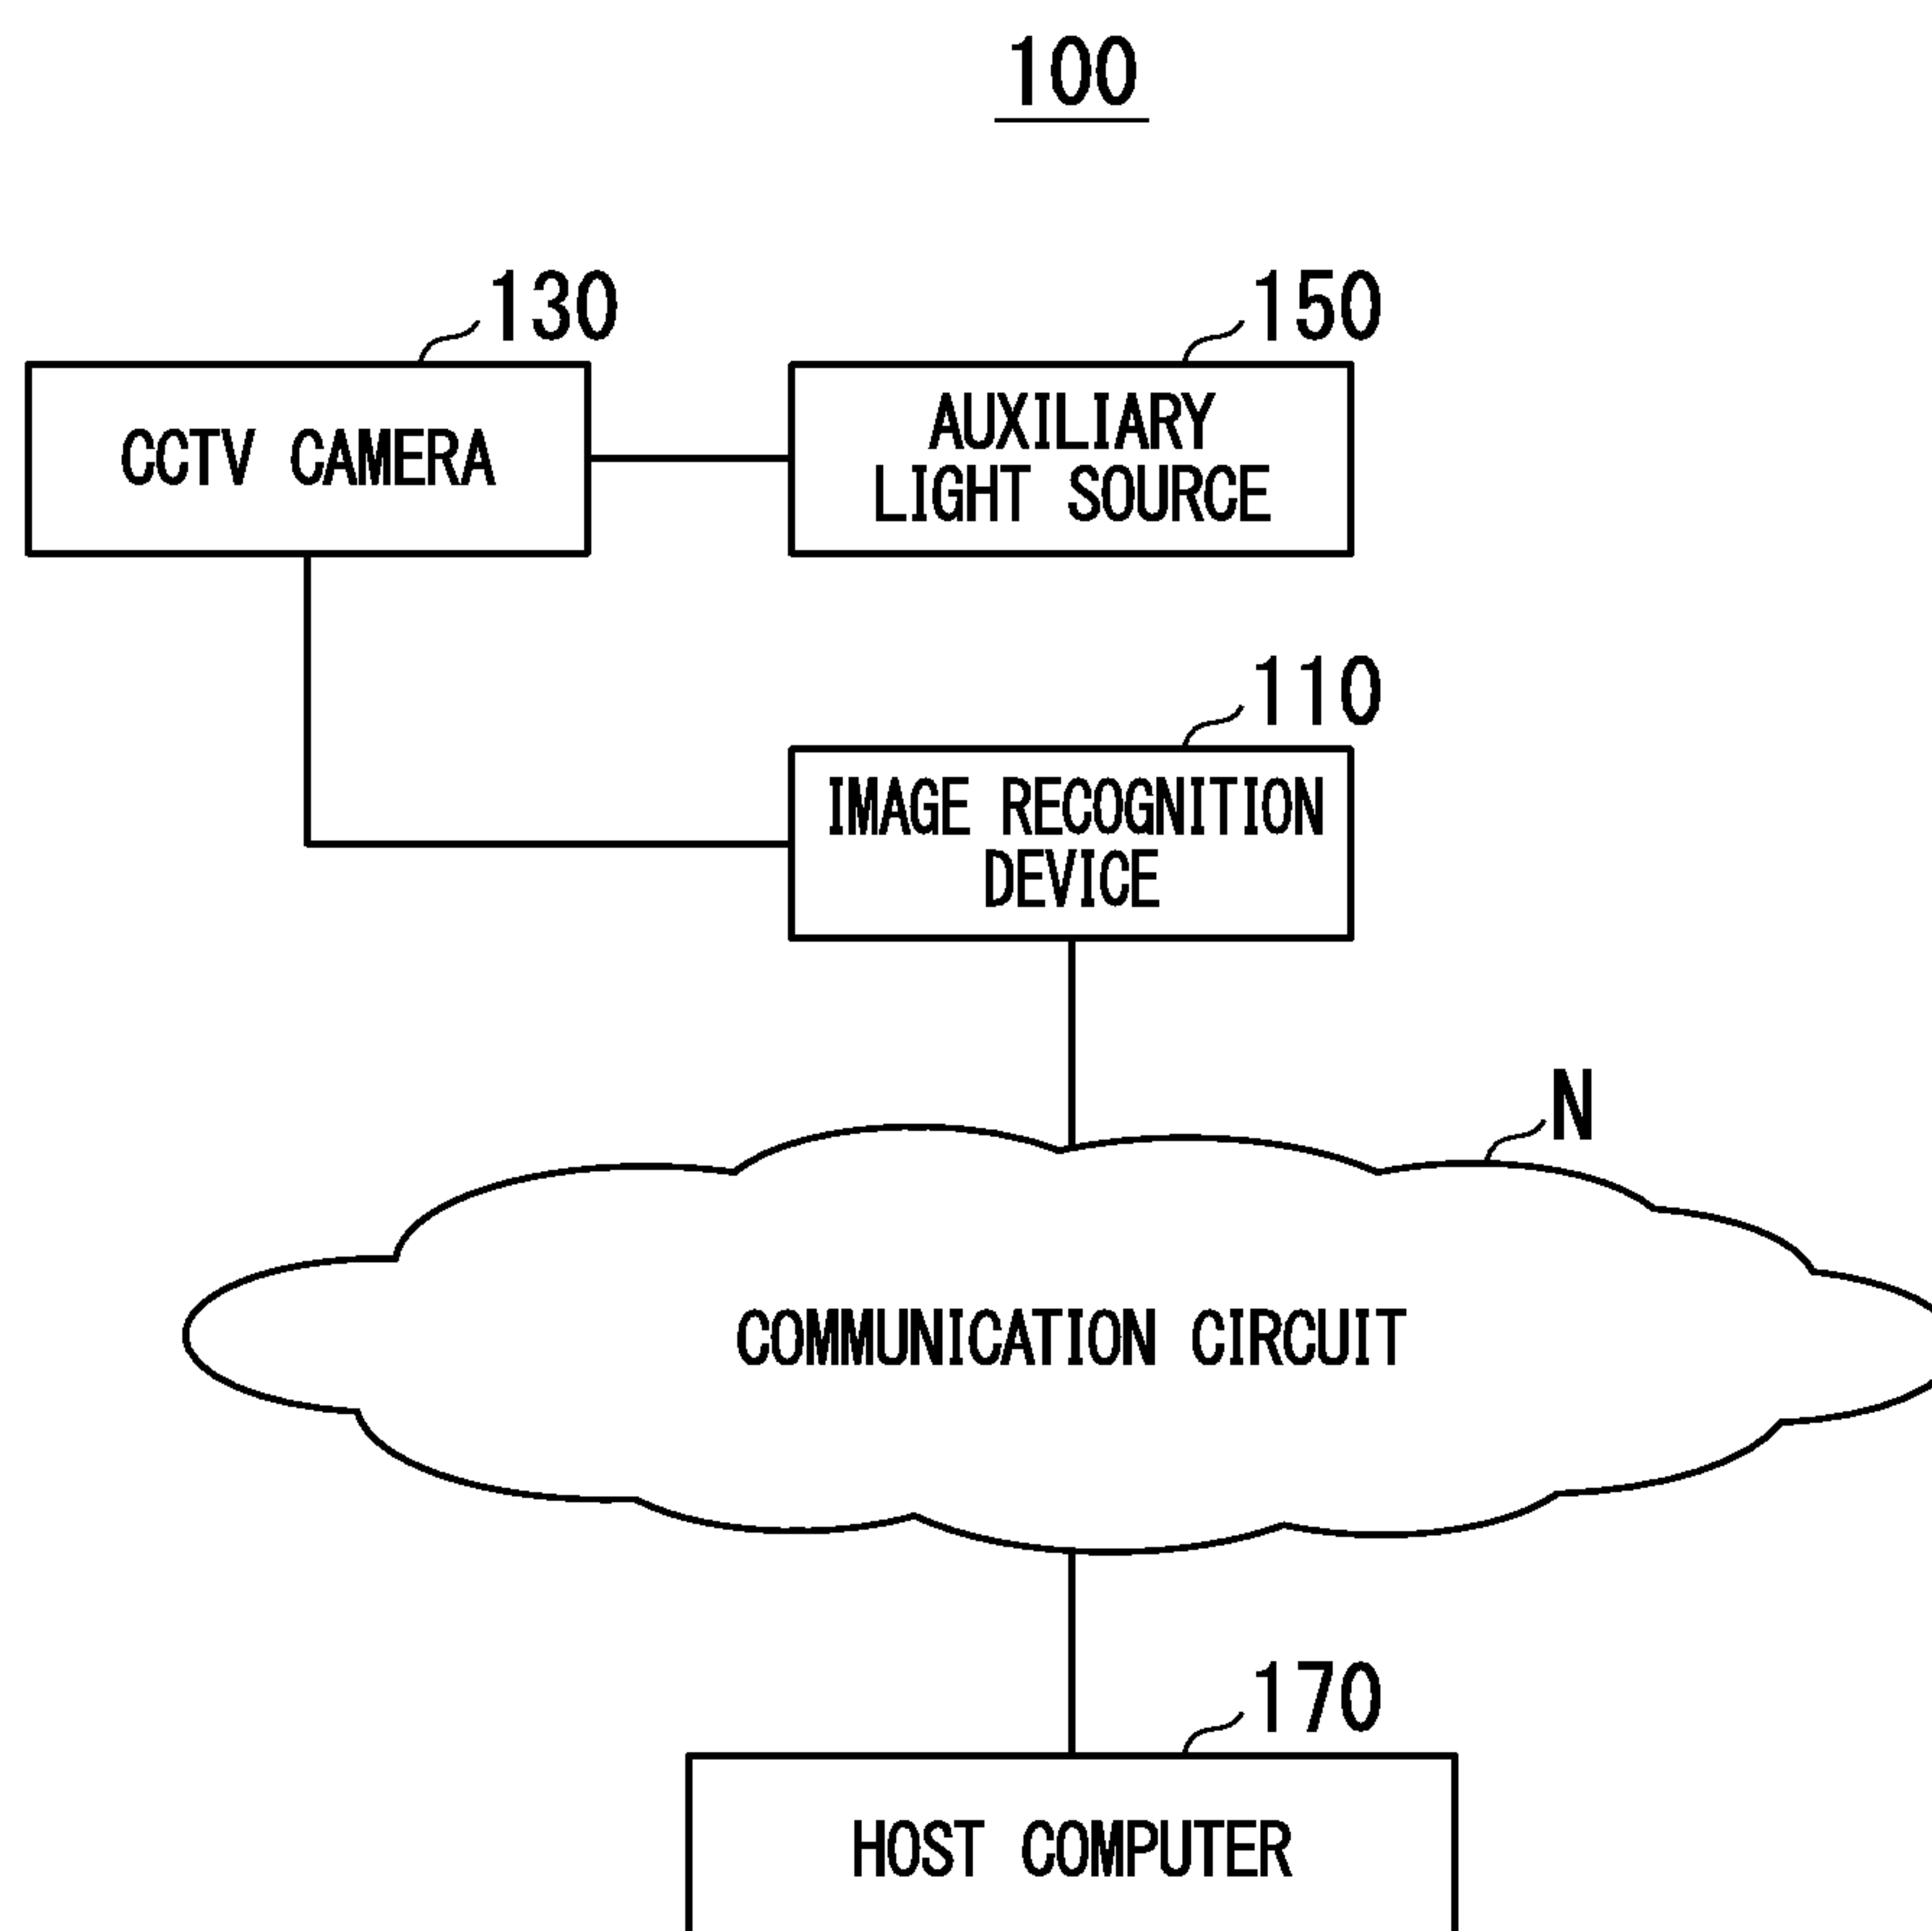 100
130
150
CCTV CAMERA
AUXILIARY
LIGHT SOURCE
110
IMAGE RECOGNITION
DEVICE
N
COMMUNICATION CIRCUIT
170
HOST COMPUTER